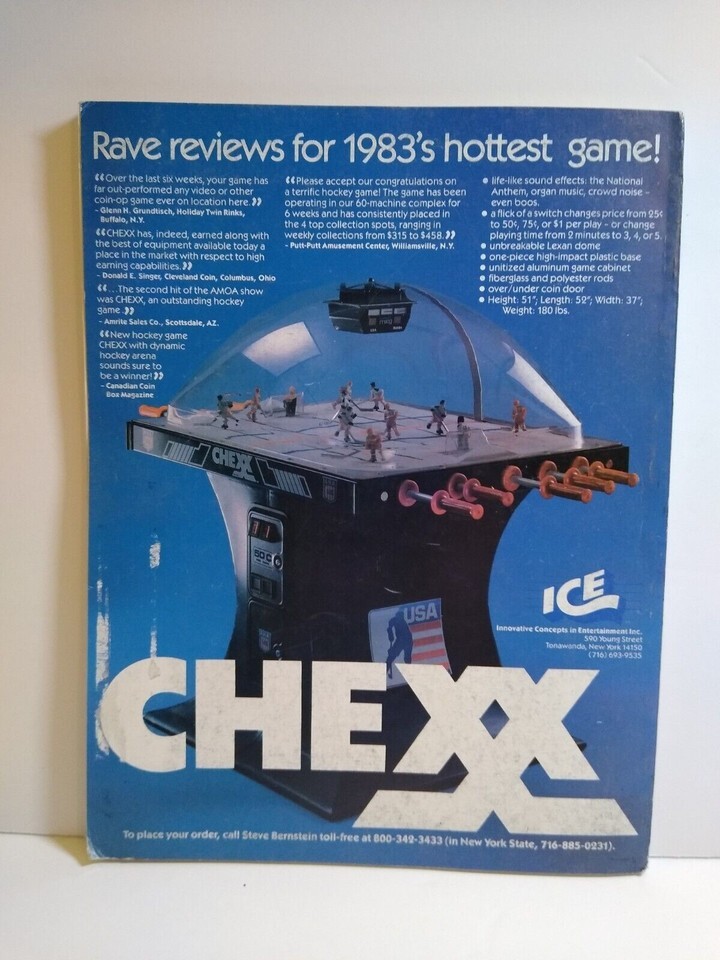 Rave reviews for 1983's hottest game!
“Over the last six weeks, your game has
far out-performed any video or other
coin-op game ever on location here.”
- Glenn H. Grundtisch, Holiday Twin Rinks,
Buffalo, N.Y.
“CHEXX has, indeed, earned along with
the best of equipment available today a
place in the market with respect to high
earning capabilities.”
- Donald E. Singer, Cleveland Coin, Columbus, Ohio
“...The second hit of the AMOA show
was CHEXX, an outstanding hockey
game.”
- Amrite Sales Co., Scottsdale, AZ.
“New hockey game
CHEXX with dynamic
hockey arena
sounds sure to
be a winner!”
- Canadian Coin
Box Magazine
“Please accept our congratulations on
a terrific hockey game! The game has been
operating in our 60-machine complex for
6 weeks and has consistently placed in
the 4 top collection spots, ranging in
weekly collections from $315 to $458.”
- Putt-Putt Amusement Center, Williamsville, N.Y.
• life-like sound effects: the National
Anthem, organ music, crowd noise -
even boos.
• a flick of a switch changes price from 25¢
to 50¢, 75¢, or $1 per play - or change
playing time from 2 minutes to 3, 4, or 5.
• unbreakable Lexan dome
• one-piece high-impact plastic base
• unitized aluminum game cabinet
• fiberglass and polyester rods
• over/under coin door
• Height: 51"; Length: 52"; Width: 37";
Weight: 180 lbs.
CHEXX
50¢
USA
ICE
Innovative Concepts in Entertainment Inc.
590 Young Street
Tonawanda, New York 14150
(716) 693-9535
CHEXX
To place your order, call Steve Bernstein toll-free at 800-342-3433 (in New York State, 716-885-0231).